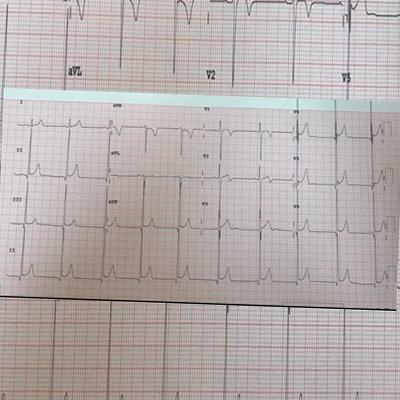 aVL V2 V5
I aVR V1 V4
II aVL V2 V5
III aVF V3 V6
II